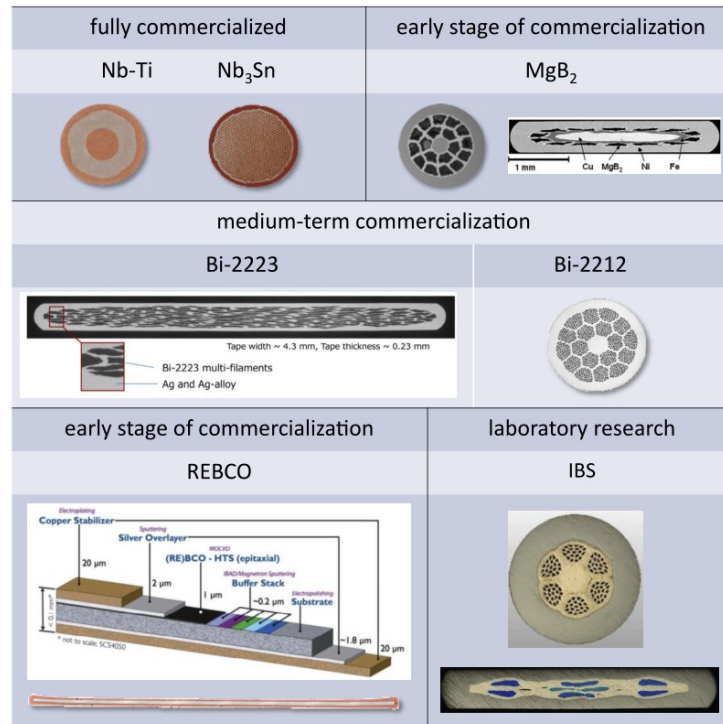 fully commercialized
early stage of commercialization
Nb-Ti
Nb₃Sn
MgB₂
1 mm
Cu
MgB₂
Ni
Fe
medium-term commercialization
Bi-2223
Bi-2212
Tape width ~ 4.3 mm, Tape thickness ~ 0.23 mm
Bi-2223 multi-filaments
Ag and Ag-alloy
early stage of commercialization
laboratory research
REBCO
IBS
Electroplating
Copper Stabilizer
Sputtering
Silver Overlayer
MOCVD
(RE)BCO - HTS (epitaxial)
IBAD/Magnetron Sputtering
Buffer Stack
Electropolishing
Substrate
20 μm
2 μm
1 μm
~0.2 μm
< 0.1 mm*
* not to scale; SCS4050
~1.8 μm
20 μm